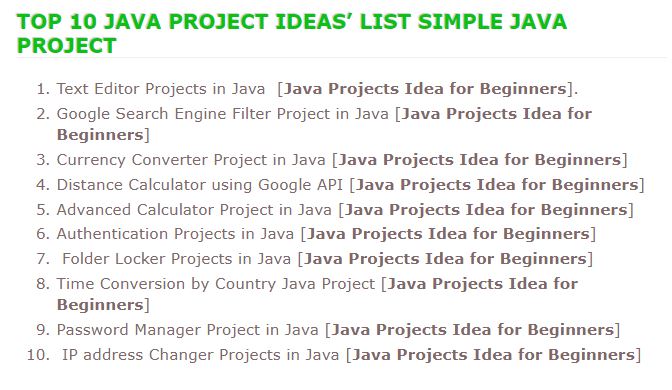 TOP 10 JAVA PROJECT IDEAS’ LIST SIMPLE JAVA
PROJECT
1. Text Editor Projects in Java [Java Projects Idea for Beginners].
2. Google Search Engine Filter Project in Java [Java Projects Idea for
Beginners]
3. Currency Converter Project in Java [Java Projects Idea for Beginners]
4. Distance Calculator using Google API [Java Projects Idea for Beginners]
5. Advanced Calculator Project in Java [Java Projects Idea for Beginners]
6. Authentication Projects in Java [Java Projects Idea for Beginners]
7. Folder Locker Projects in Java [Java Projects Idea for Beginners]
8. Time Conversion by Country Java Project [Java Projects Idea for
Beginners]
9. Password Manager Project in Java [Java Projects Idea for Beginners]
10. IP address Changer Projects in Java [Java Projects Idea for Beginners]